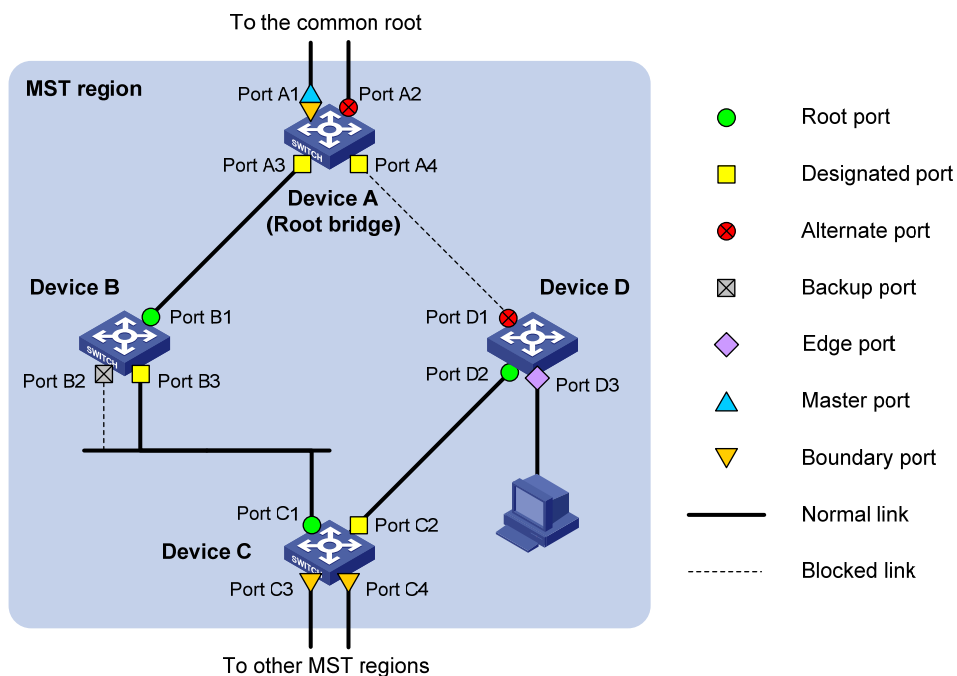 To the common root
MST region
Port A1
Port A2
SWITCH
Port A3
Port A4
Device A
(Root bridge)
Device B
Port B1
SWITCH
Port B2
Port B3
Device D
Port D1
Port D2
Port D3
Port C1
Port C2
Device C
SWITCH
Port C3
Port C4
To other MST regions
Root port
Designated port
Alternate port
Backup port
Edge port
Master port
Boundary port
Normal link
Blocked link